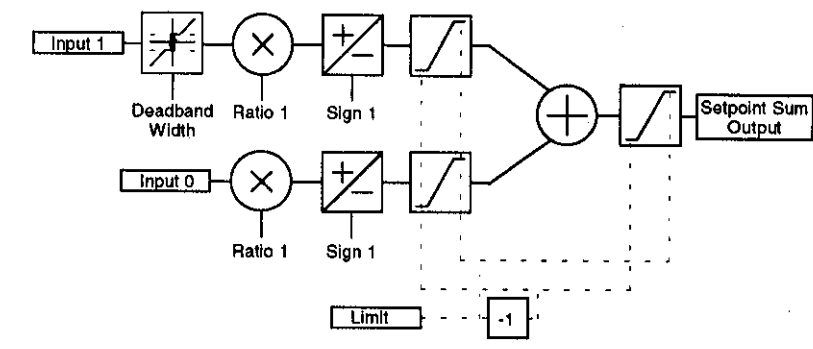 Input 1
Deadband
Width
Ratio 1
Sign 1
Setpoint Sum
Output
Input 0
Ratio 1
Sign 1
Limit
-1